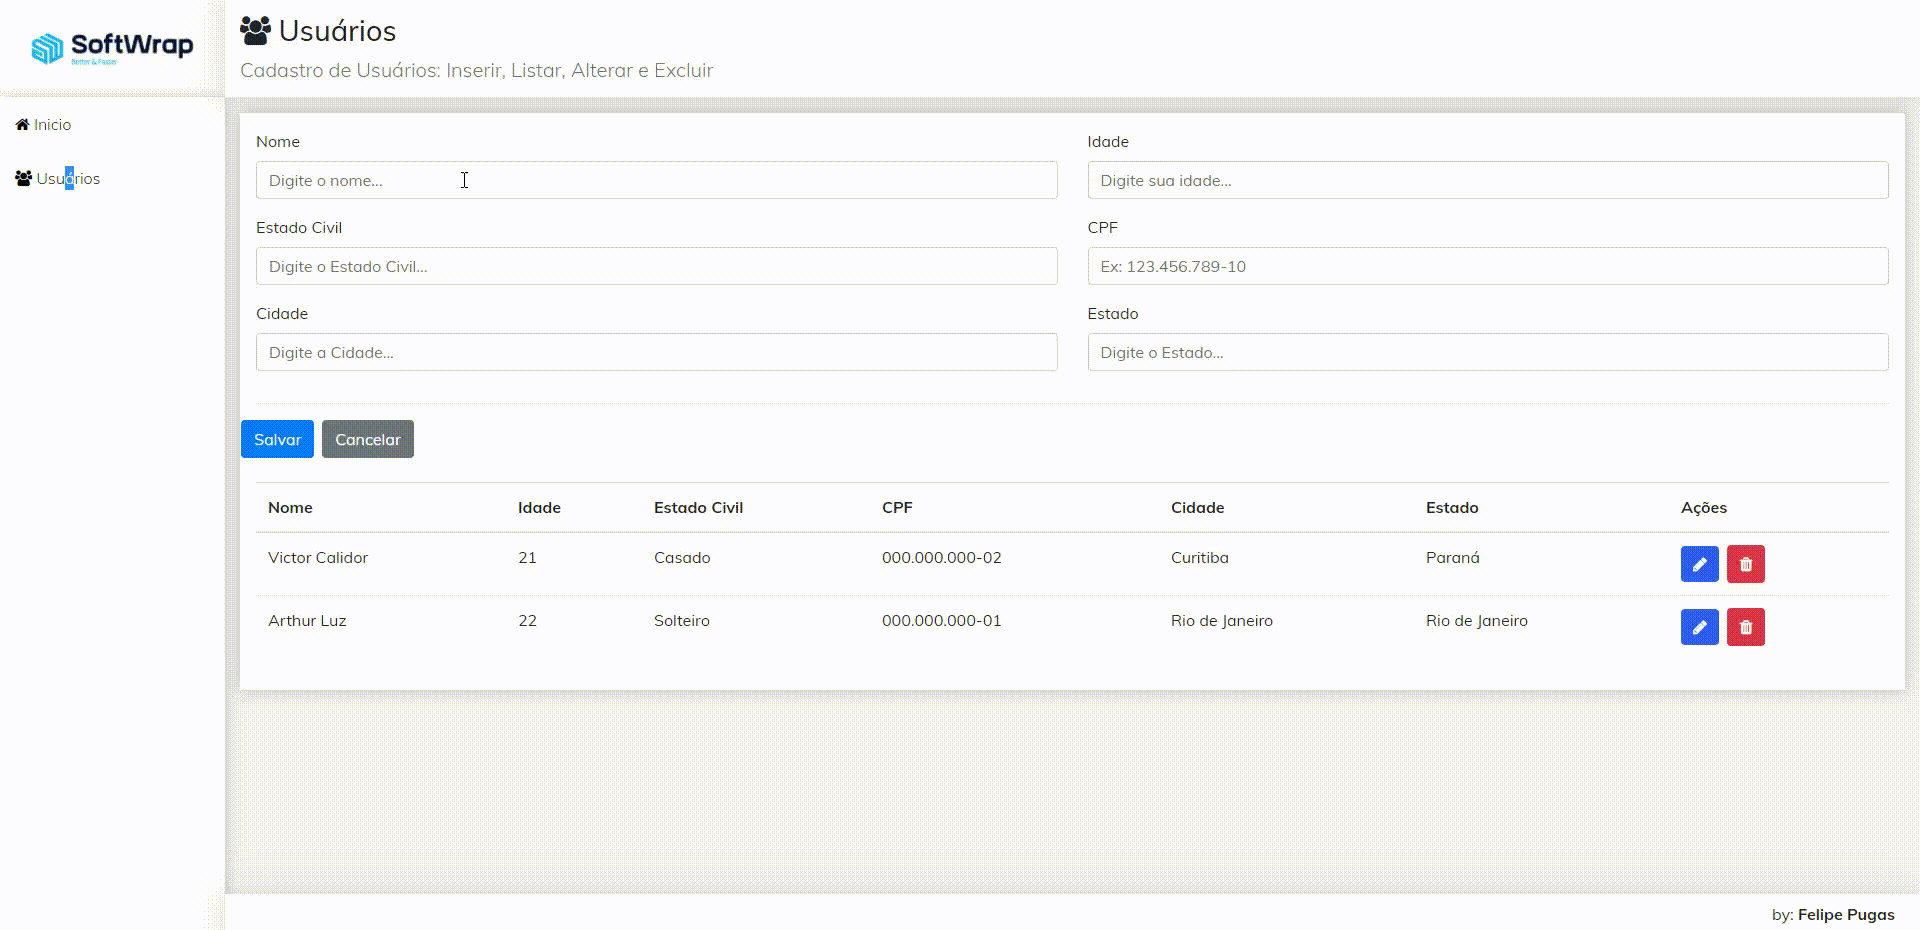 SoftWrap
Better & Faster
Usuários
Cadastro de Usuários: Inserir, Listar, Alterar e Excluir
Inicio
Usuários
Nome Idade
Digite o nome... Digite sua idade...
Estado Civil CPF
Digite o Estado Civil... Ex: 123.456.789-10
Cidade Estado
Digite a Cidade... Digite o Estado...
Salvar Cancelar
Nome Idade Estado Civil CPF Cidade Estado Ações
Victor Calidor 21 Casado 000.000.000-02 Curitiba Paraná
Arthur Luz 22 Solteiro 000.000.000-01 Rio de Janeiro Rio de Janeiro
by: Felipe Pugas